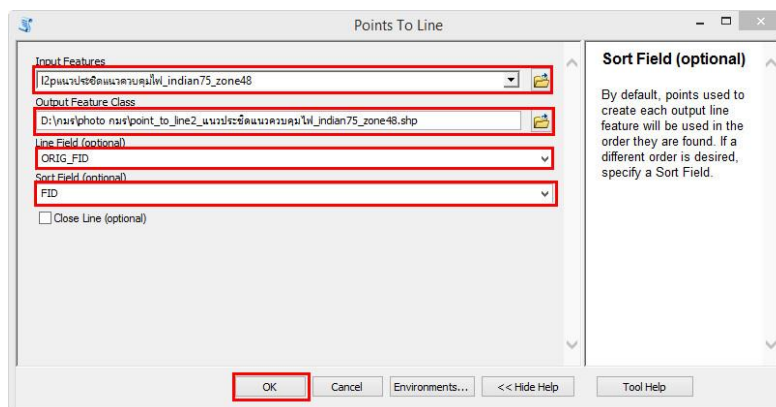 Points To Line
Input Features
l2pแนวประชิดแนวควบคุมไฟ_indian75_zone48
Output Feature Class
D:\กมร\photo กมร\point_to_line2_แนวประชิดแนวควบคุมไฟ_indian75_zone48.shp
Line Field (optional)
ORIG_FID
Sort Field (optional)
FID
Close Line (optional)
OK
Cancel
Environments...
<< Hide Help
Tool Help
Sort Field (optional)
By default, points used to
create each output line
feature will be used in the
order they are found. If a
different order is desired,
specify a Sort Field.